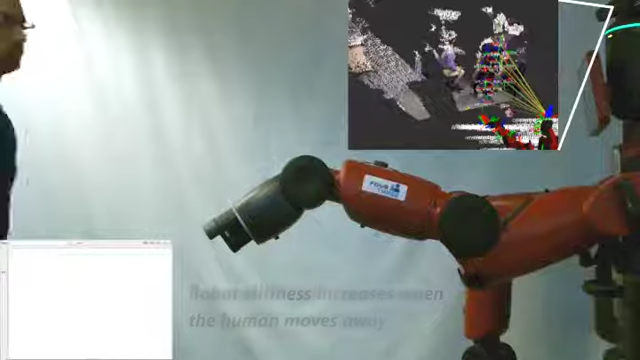 Robot stiffness increases when
the human moves away